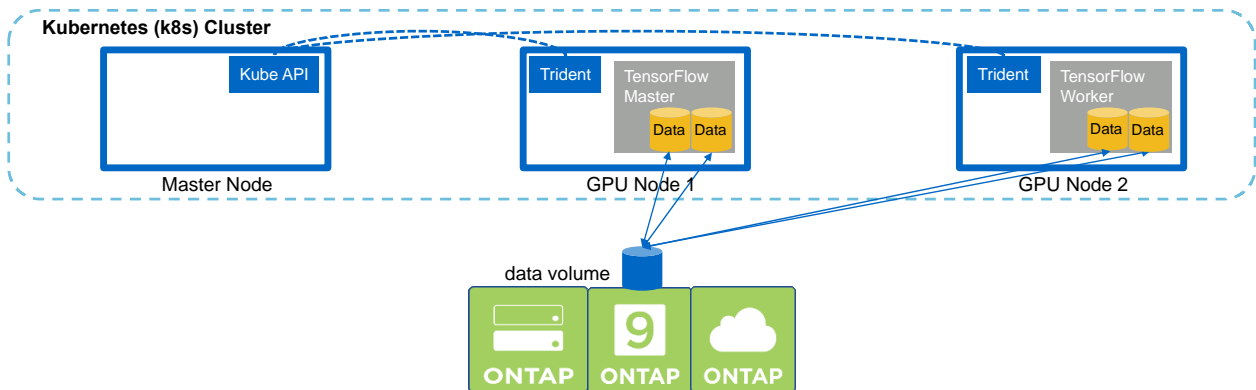 Kubernetes (k8s) Cluster
Kube API
Master Node
Trident
TensorFlow
Master
Data
Data
GPU Node 1
Trident
TensorFlow
Worker
Data
Data
GPU Node 2
data volume
ONTAP
9
ONTAP
ONTAP